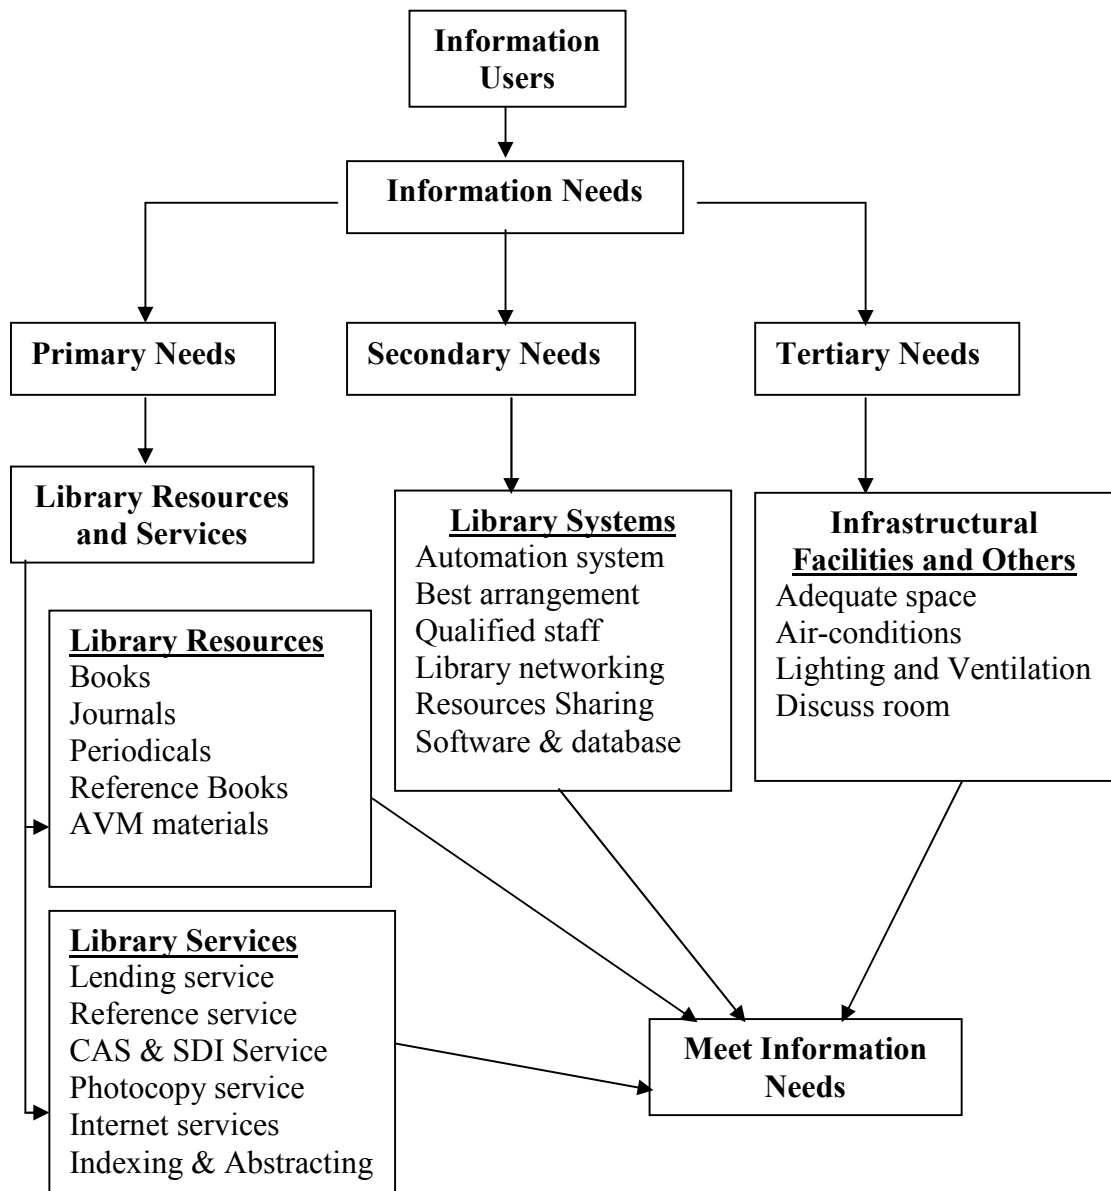 Information
Users
Information Needs
Primary Needs
Secondary Needs
Tertiary Needs
Library Resources
and Services
Library Resources
Books
Journals
Periodicals
Reference Books
AVM materials
Library Services
Lending service
Reference service
CAS & SDI Service
Photocopy service
Internet services
Indexing & Abstracting
Library Systems
Automation system
Best arrangement
Qualified staff
Library networking
Resources Sharing
Software & database
Infrastructural
Facilities and Others
Adequate space
Air-conditions
Lighting and Ventilation
Discuss room
Meet Information
Needs